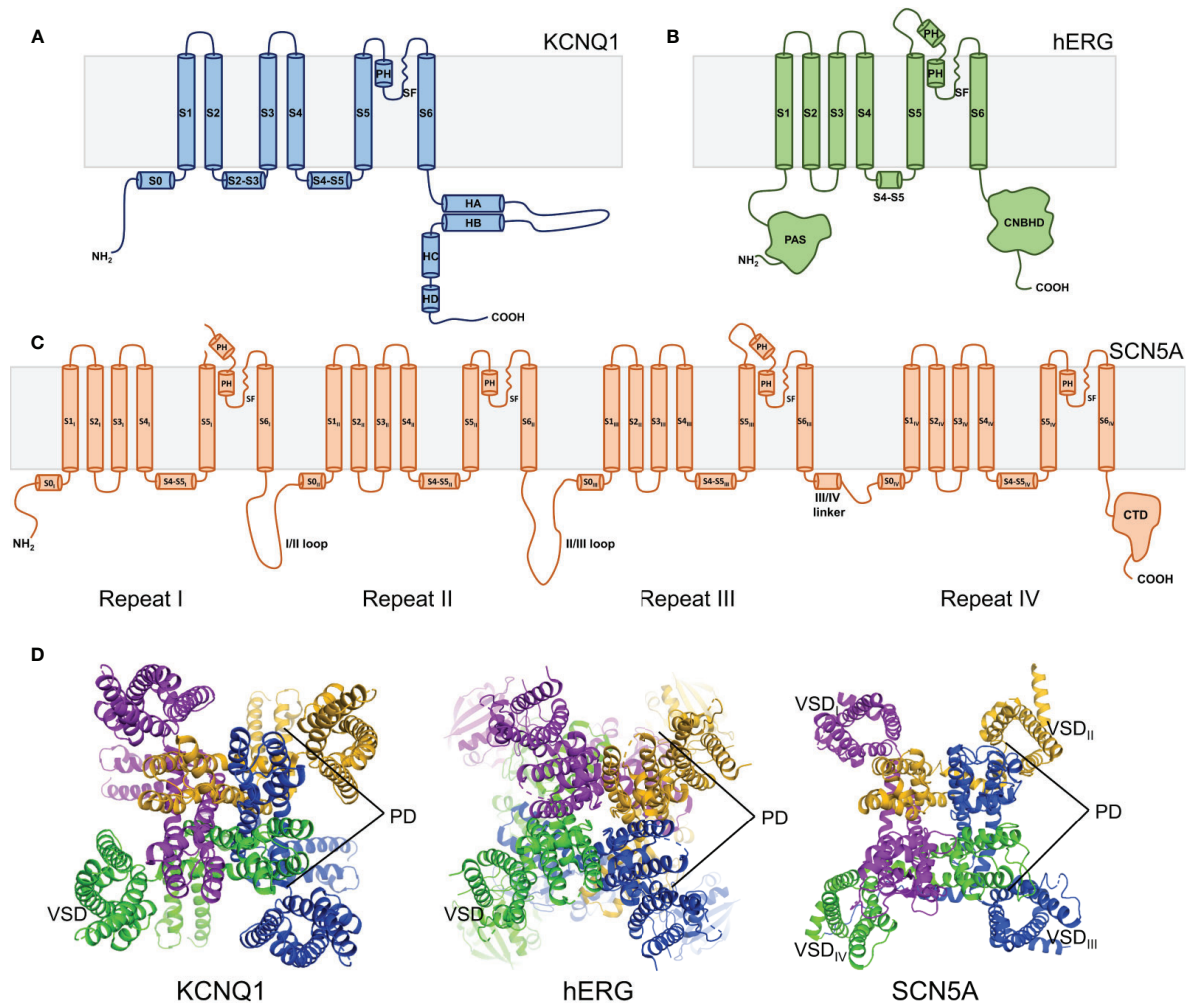 A
KCNQ1
S1
S2
S3
S4
S5
PH
SF
S6
S0
S2-S3
S4-S5
HA
HB
HC
HD
NH2
COOH
B
hERG
S1
S2
S3
S4
S5
PH
PH
SF
S6
S4-S5
PAS
CNBHD
NH2
COOH
C
SCN5A
S1I
S2I
S3I
S4I
S5I
PH
PH
SF
S6I
S0I
S4-S5I
NH2
I/II loop
S1II
S2II
S3II
S4II
S5II
PH
SF
S6II
S0II
S4-S5II
II/III loop
S1III
S2III
S3III
S4III
S5III
PH
PH
SF
S6III
S0III
S4-S5III
III/IV
linker
S1IV
S2IV
S3IV
S4IV
S5IV
PH
SF
S6IV
S0IV
S4-S5IV
CTD
COOH
Repeat I
Repeat II
Repeat III
Repeat IV
D
VSD
PD
KCNQ1
VSD
PD
hERG
VSDI
VSDII
PD
VSDIV
VSDIII
SCN5A